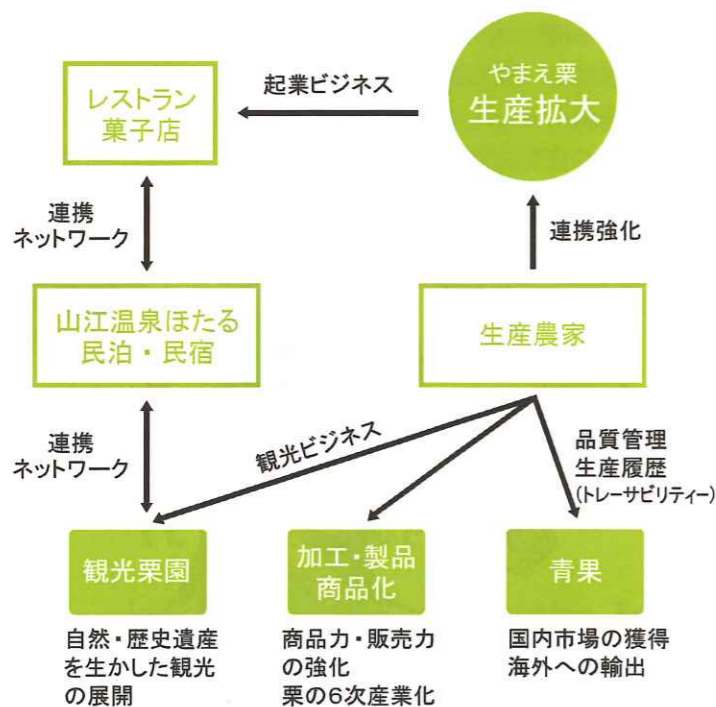 やまえ栗
生産拡大
起業ビジネス
レストラン
菓子店
連携
ネットワーク
連携強化
山江温泉ほたる
民泊・民宿
生産農家
連携
ネットワーク
観光ビジネス
品質管理
生産履歴
(トレーサビリティー)
観光栗園
加工・製品
商品化
青果
自然・歴史遺産
を生かした観光
の展開
商品力・販売力
の強化
栗の6次産業化
国内市場の獲得
海外への輸出